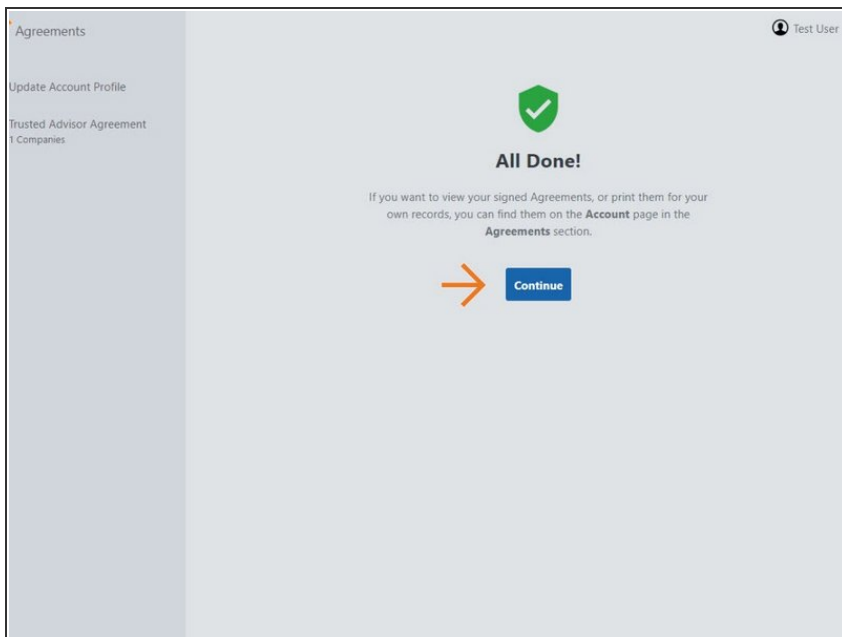 Agreements
Test User
Update Account Profile
Trusted Advisor Agreement
1 Companies
All Done!
If you want to view your signed Agreements, or print them for your
own records, you can find them on the Account page in the
Agreements section.
Continue